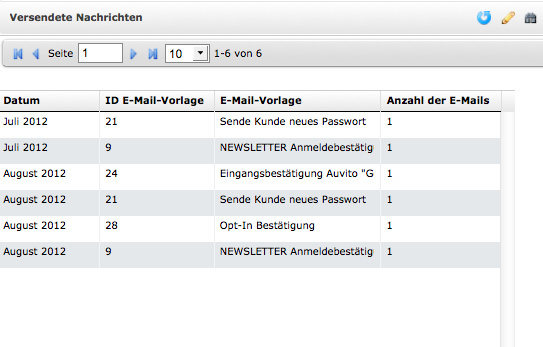 Versendete Nachrichten
Seite 1 10 1-6 von 6
Datum ID E-Mail-Vorlage E-Mail-Vorlage Anzahl der E-Mails
Juli 2012 21 Sende Kunde neues Passwort 1
Juli 2012 9 NEWSLETTER Anmeldebestätig 1
August 2012 24 Eingangsbestätigung Auvito "G 1
August 2012 21 Sende Kunde neues Passwort 1
August 2012 28 Opt-In Bestätigung 1
August 2012 9 NEWSLETTER Anmeldebestätig 1